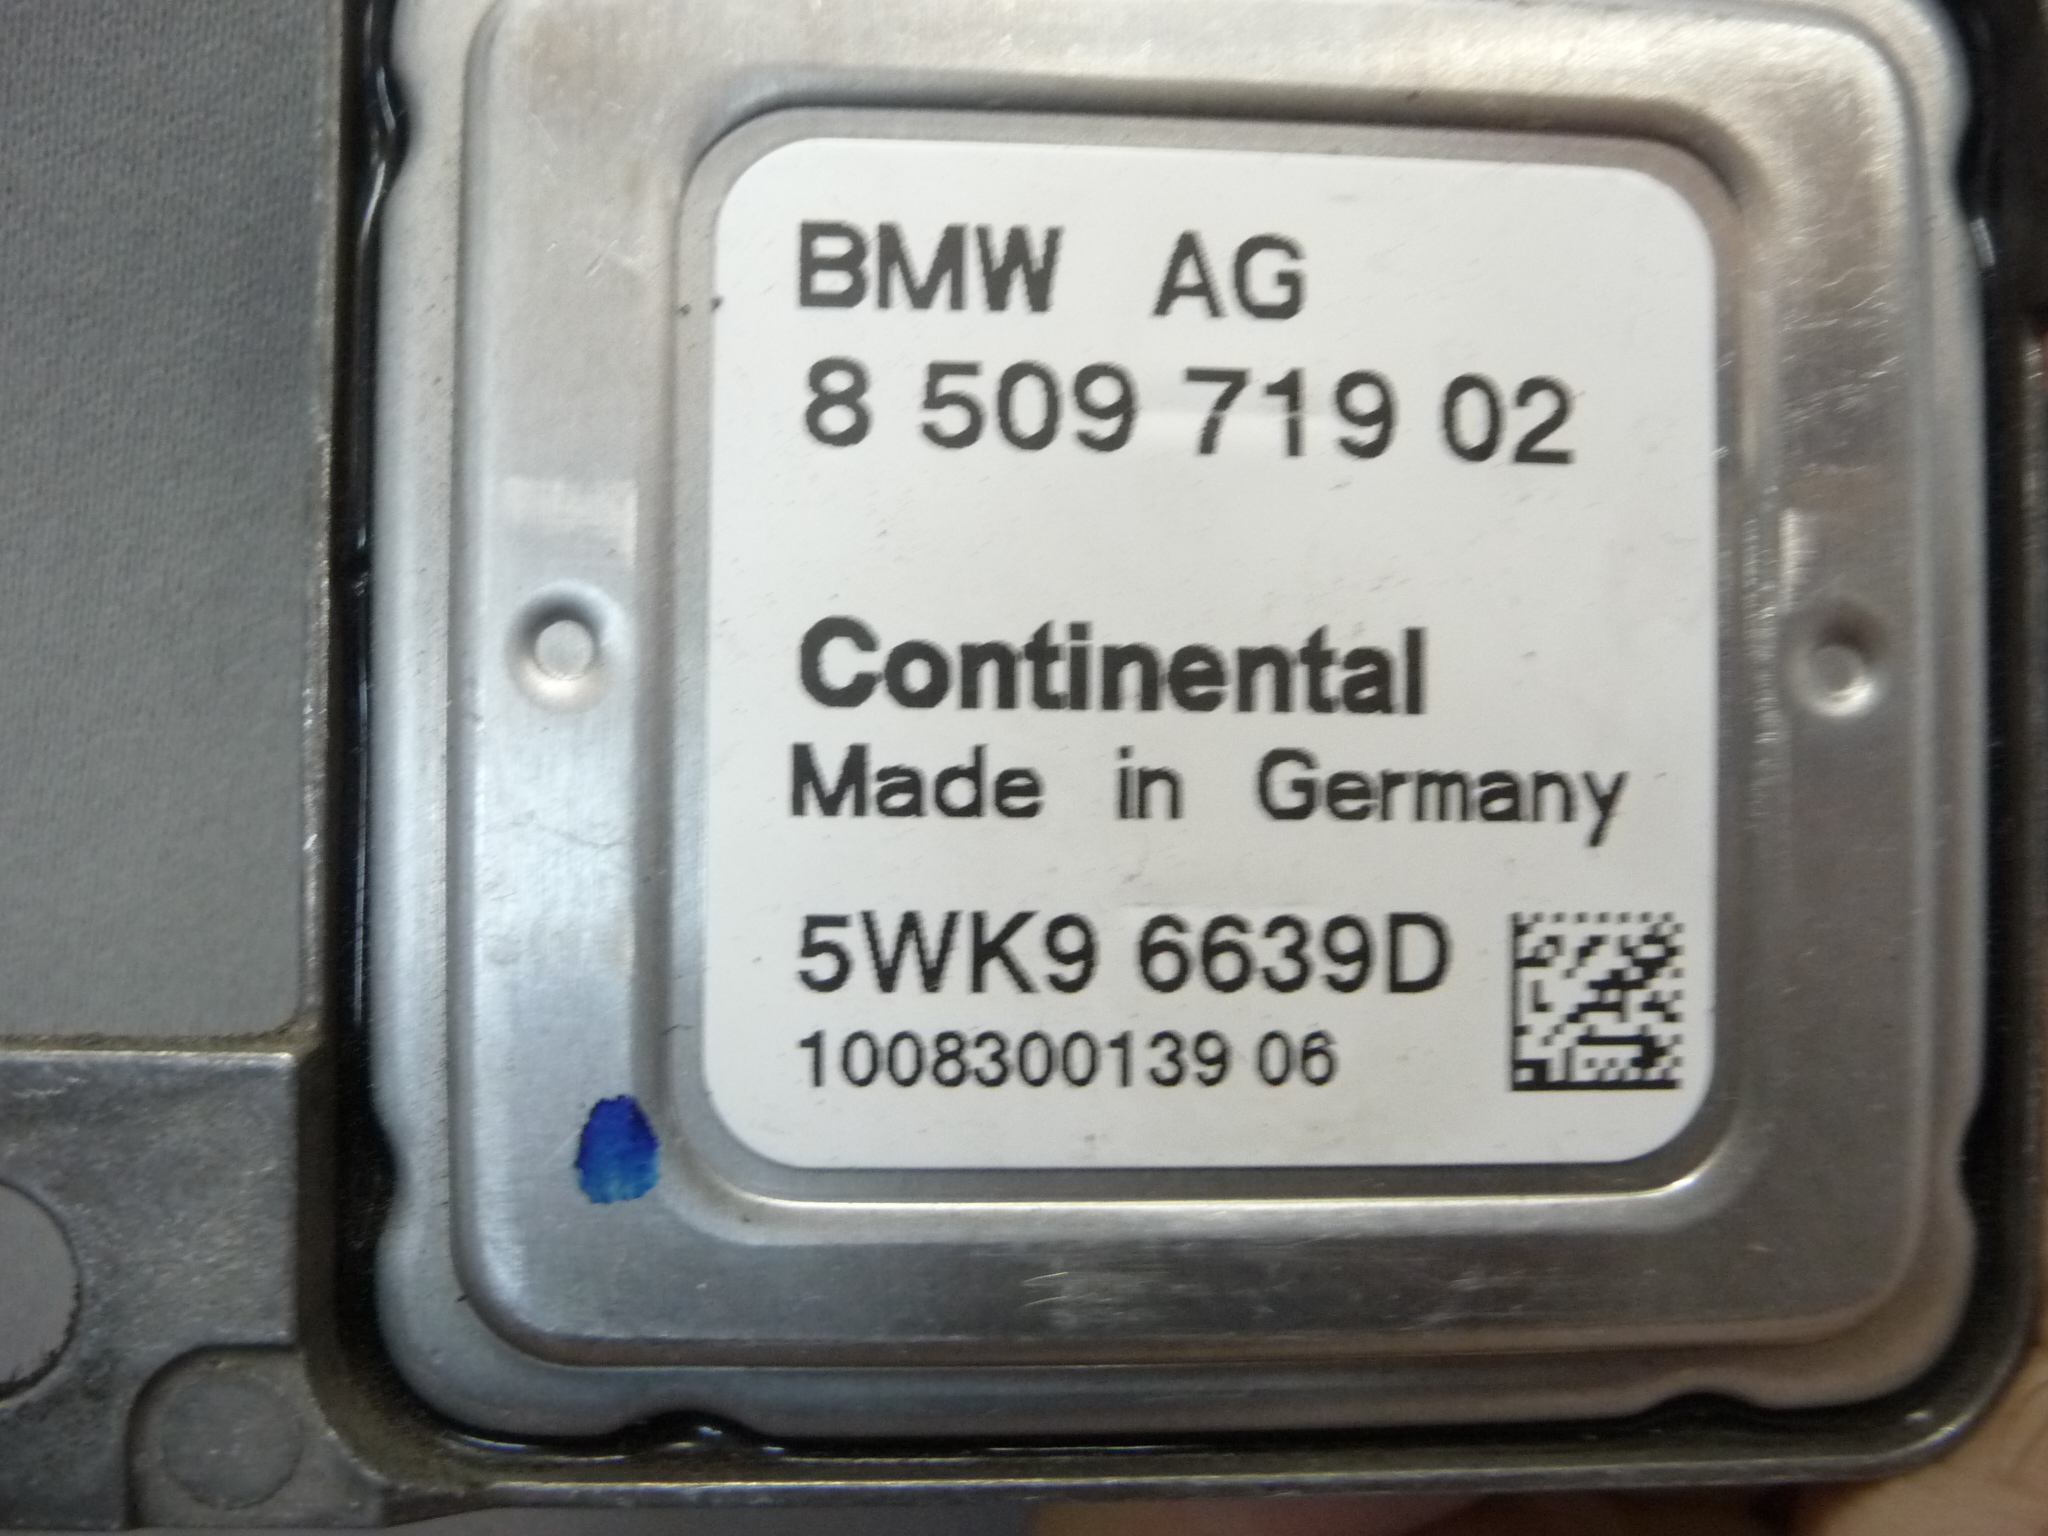 BMW AG
8 509 719 02
Continental
Made in Germany
5WK9 6639D
1008300139 06